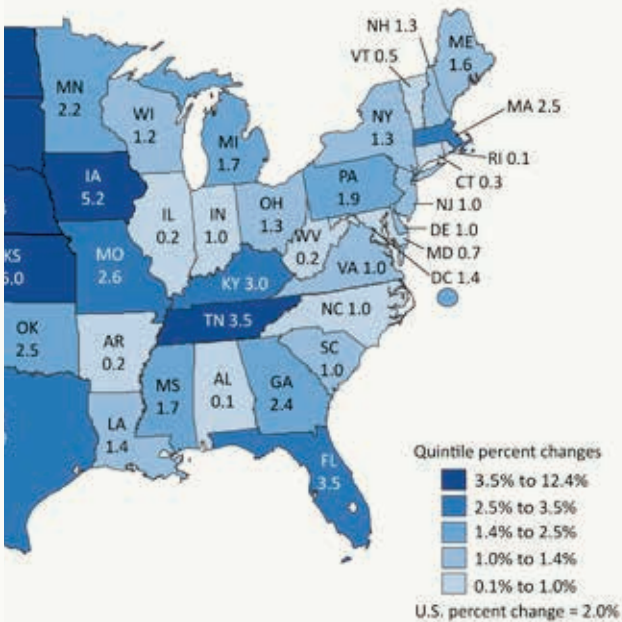 NH 1.3
VT 0.5
ME
1.6
MN
2.2
WI
1.2
MI
1.7
NY
1.3
MA 2.5
RI 0.1
CT 0.3
IA
5.2
IL
0.2
IN
1.0
OH
1.3
PA
1.9
NJ 1.0
DE 1.0
MD 0.7
DC 1.4
WV
0.2
VA 1.0
KS
MO
2.6
KY 3.0
TN 3.5
NC 1.0
OK
2.5
AR
0.2
SC
1.0
MS
1.7
AL
0.1
GA
2.4
LA
1.4
FL
3.5
Quintile percent changes
3.5% to 12.4%
2.5% to 3.5%
1.4% to 2.5%
1.0% to 1.4%
0.1% to 1.0%
U.S. percent change = 2.0%